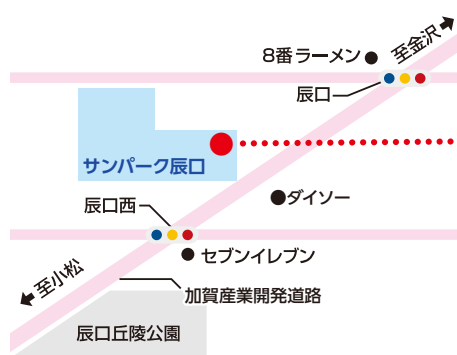 至金沢
8番ラーメン
辰口
サンパーク辰口
ダイソー
辰口西
セブンイレブン
至小松
加賀産業開発道路
辰口丘陵公園